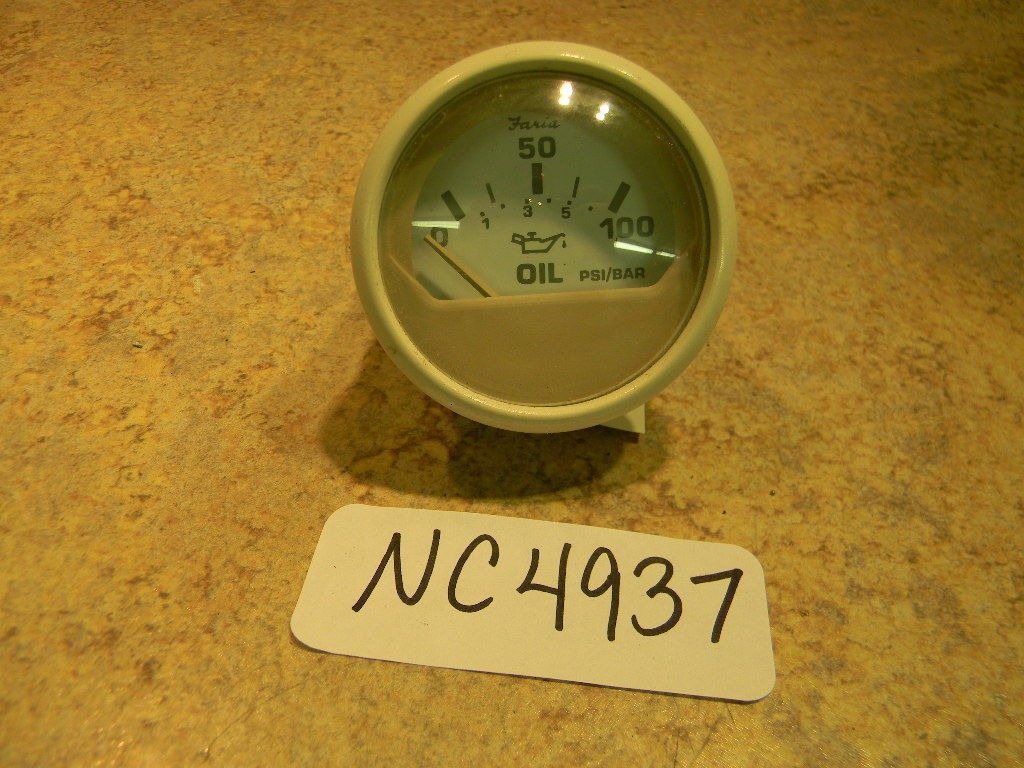 Faria
50
0 1 3 5 100
OIL PSI/BAR
NC4937